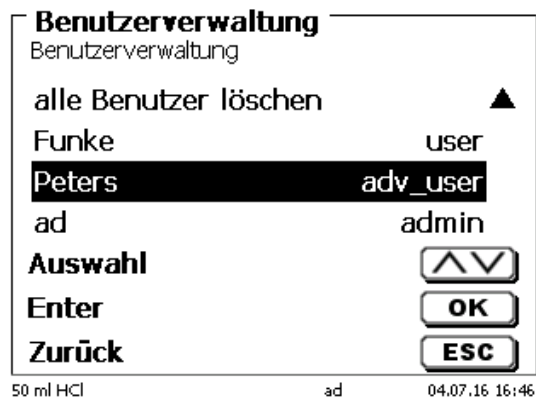 Benutzerverwaltung
Benutzerverwaltung
alle Benutzer löschen
Funke user
Peters adv_user
ad admin
Auswahl
Enter OK
Zurück ESC
50 ml HCl ad 04.07.16 16:46